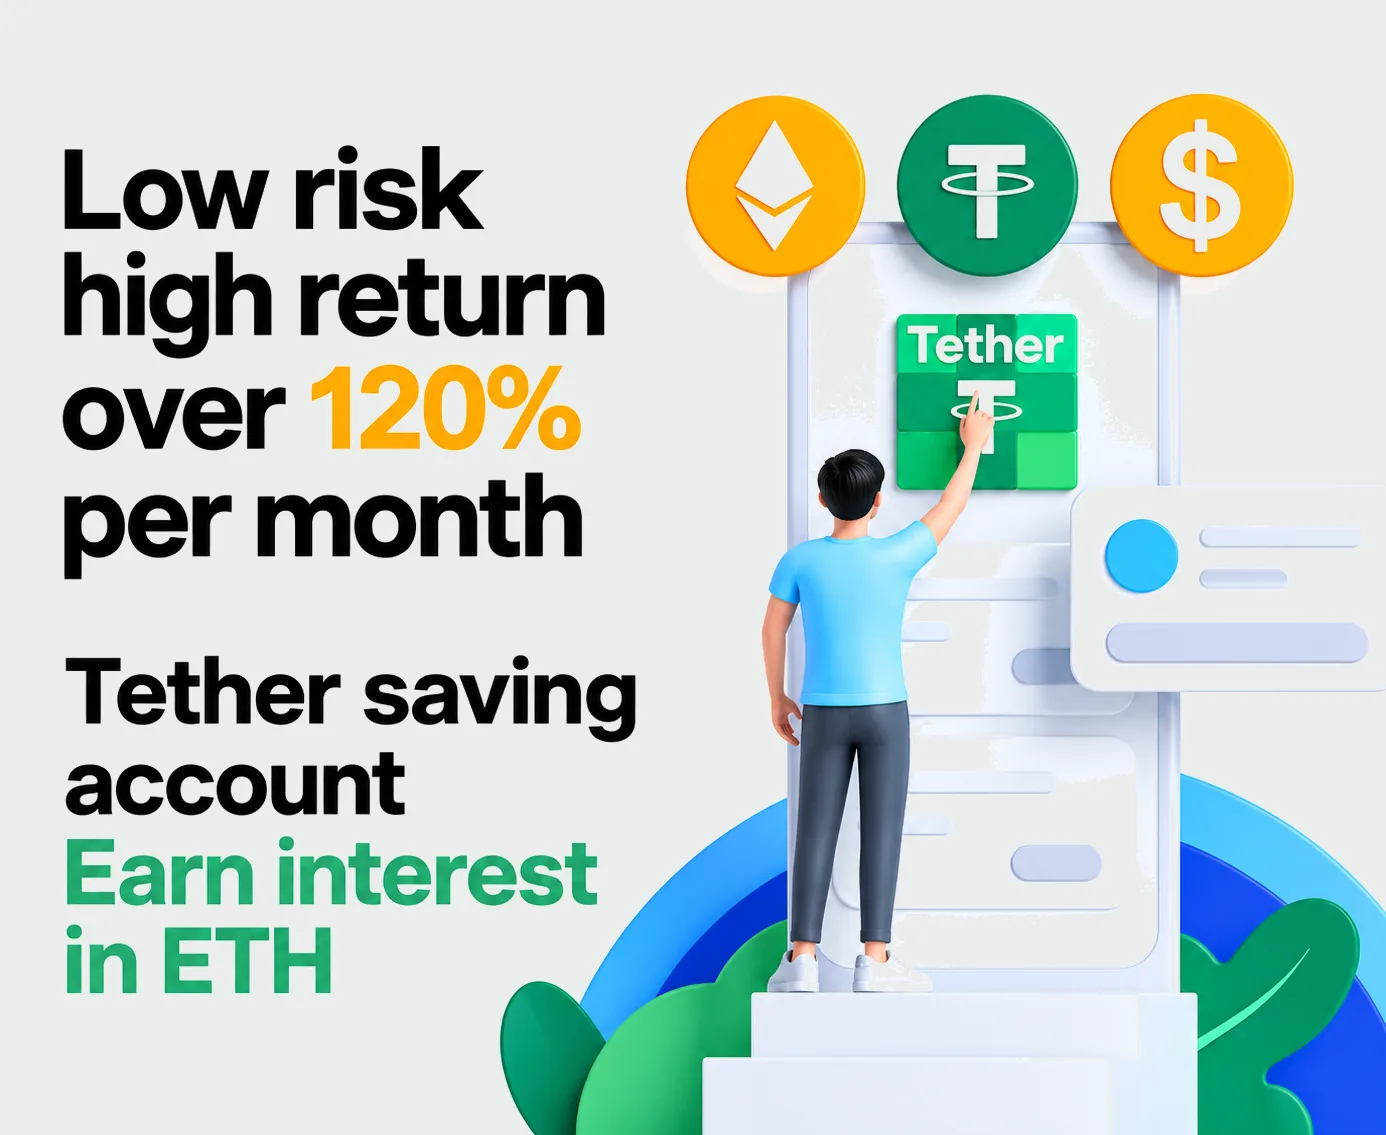 Low risk
high return
over 120%
per month
Tether saving
account
Earn interest
in ETH
Tether